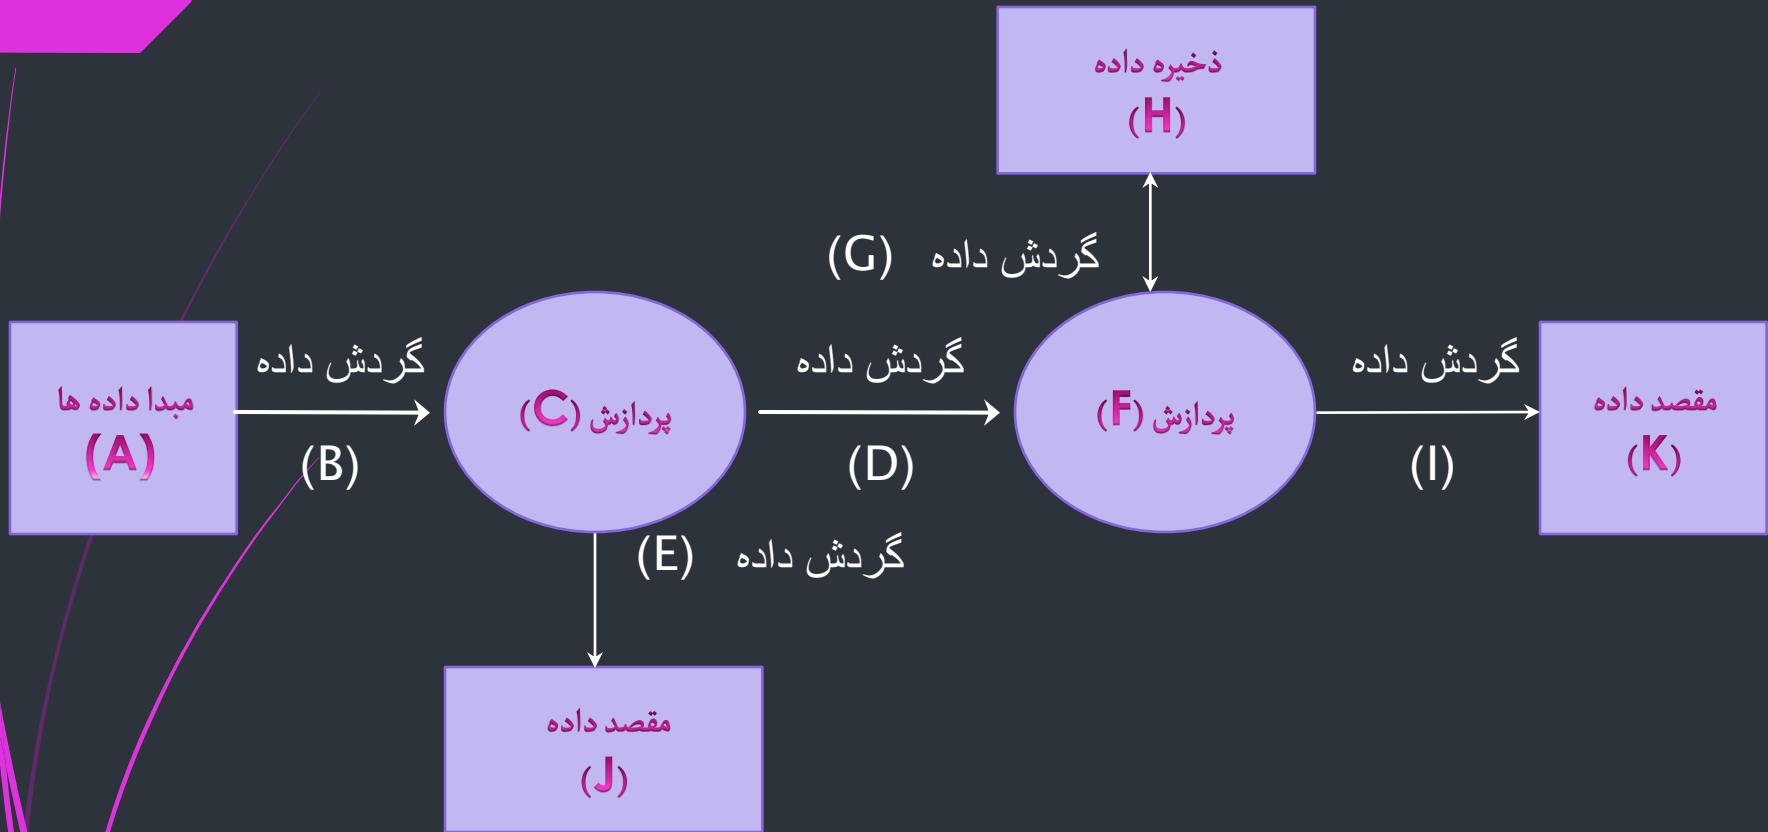 ذخیره داده
(H)
گردش داده (G)
مبدا داده ها
(A)
گردش داده
(B)
پردازش (C)
گردش داده
(D)
پردازش (F)
گردش داده
(I)
مقصد داده
(K)
گردش داده (E)
مقصد داده
(J)